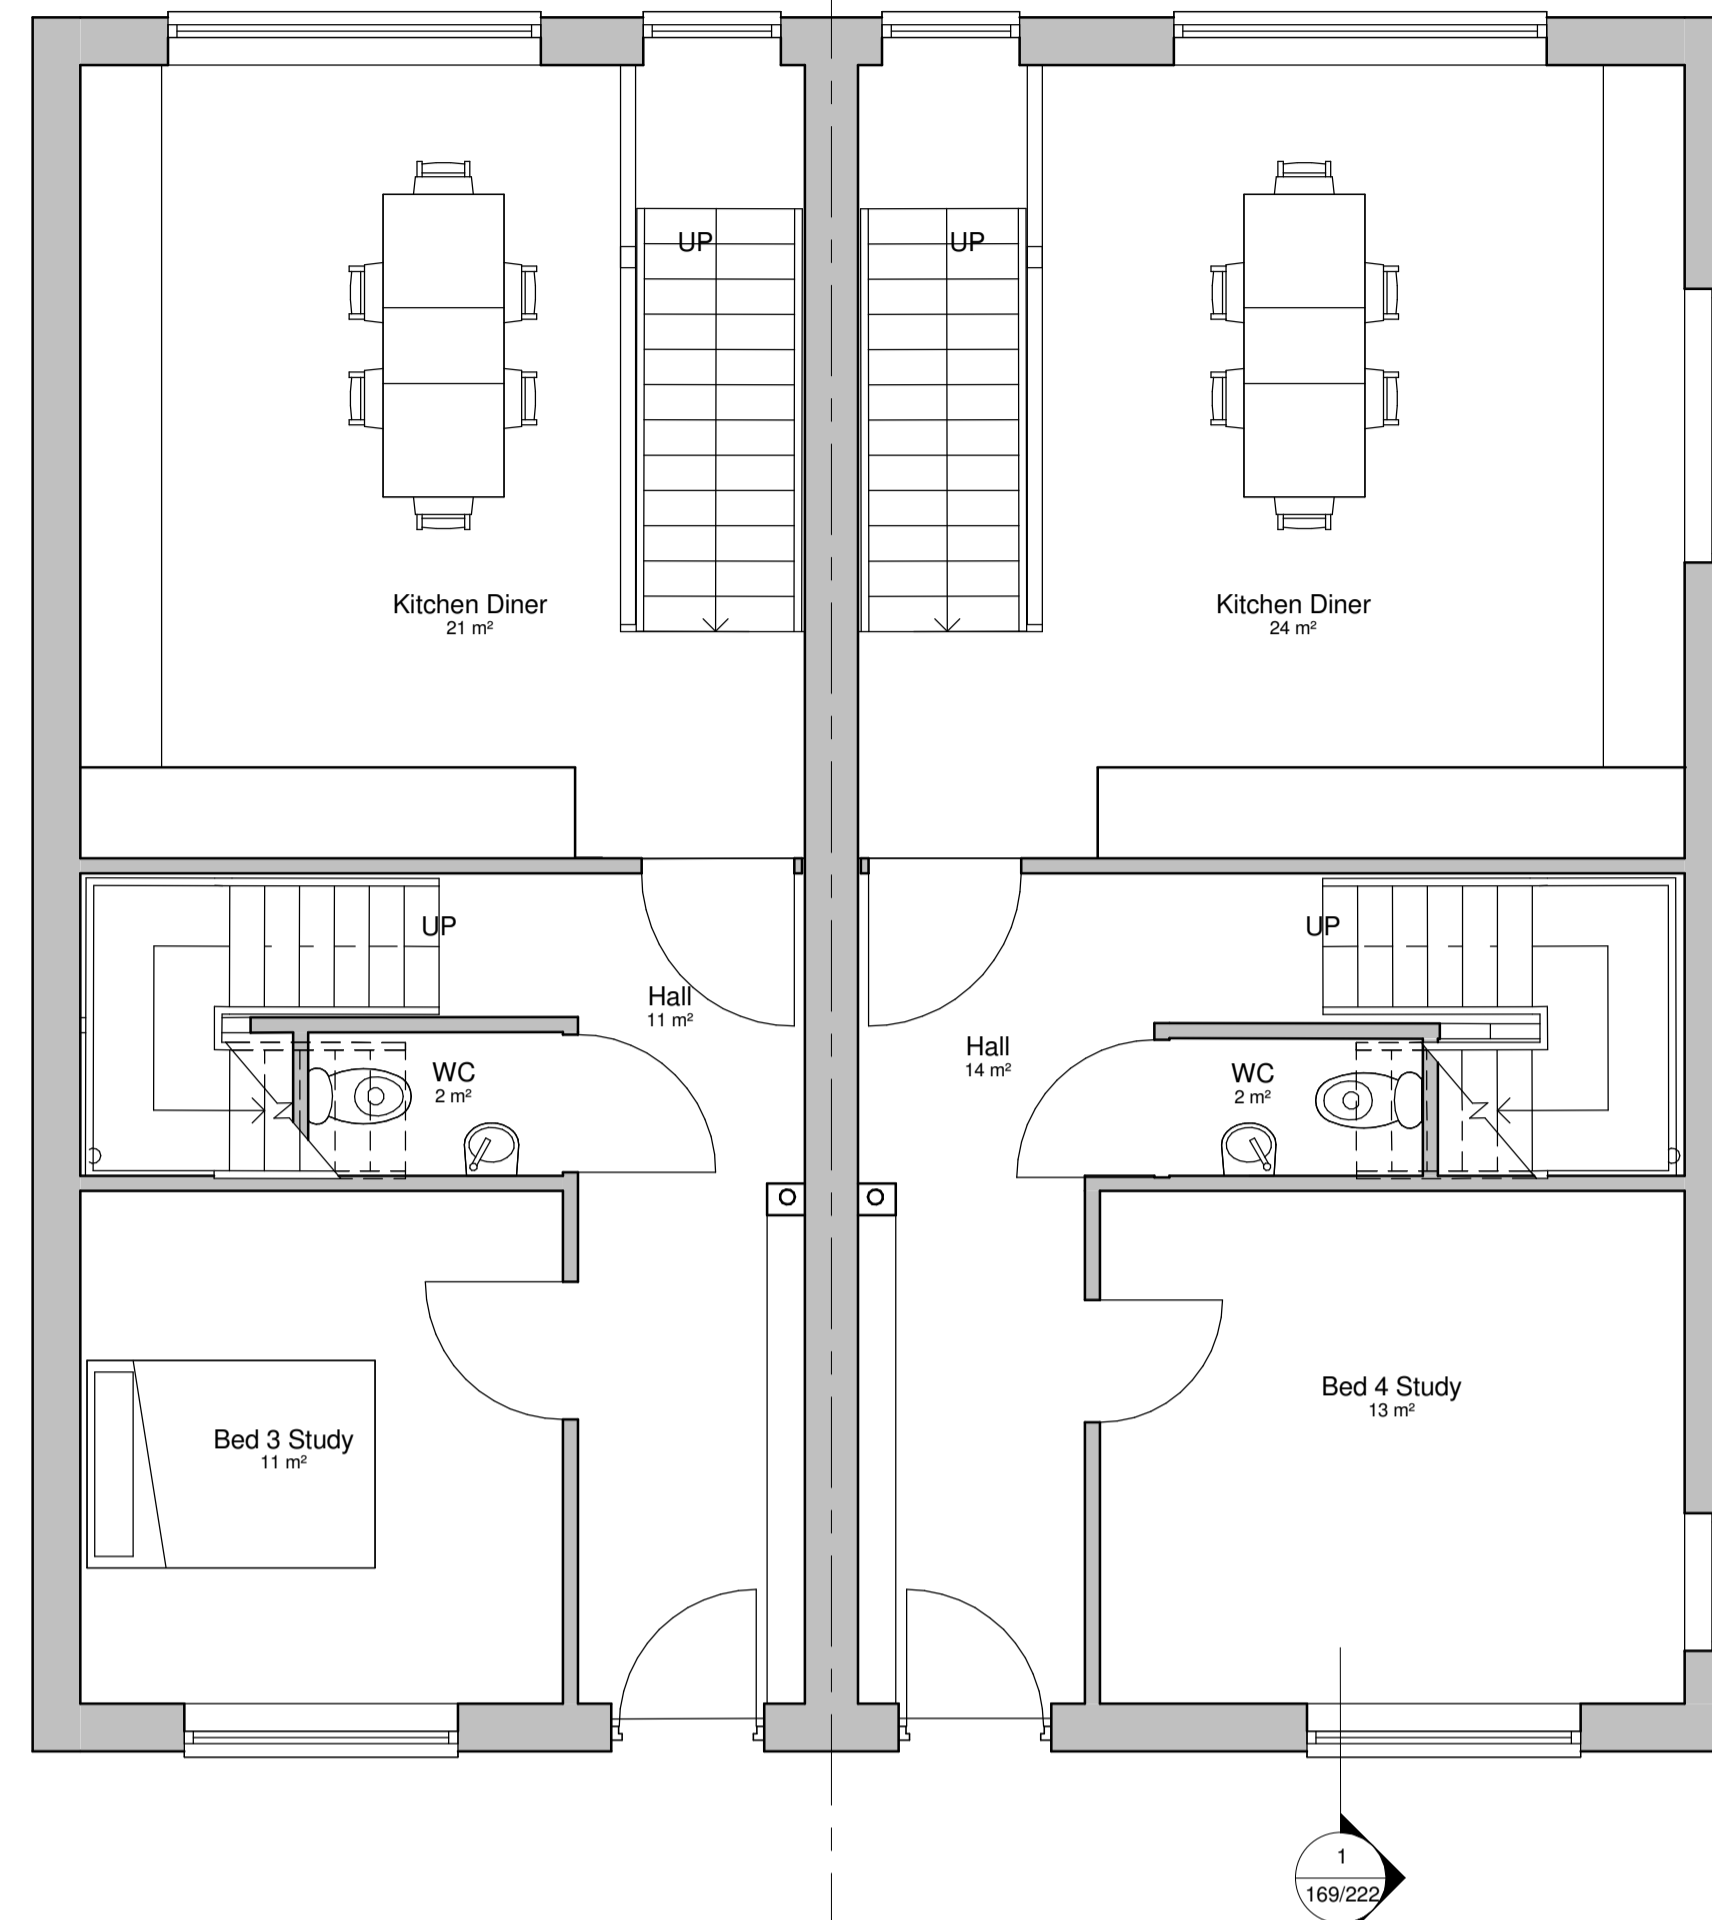 UP
UP
Kitchen Diner
21 m²
Kitchen Diner
24 m²
UP
UP
Hall
11 m²
Hall
14 m²
WC
2 m²
WC
2 m²
Bed 4 Study
13 m²
Bed 3 Study
11 m²
1
169/222